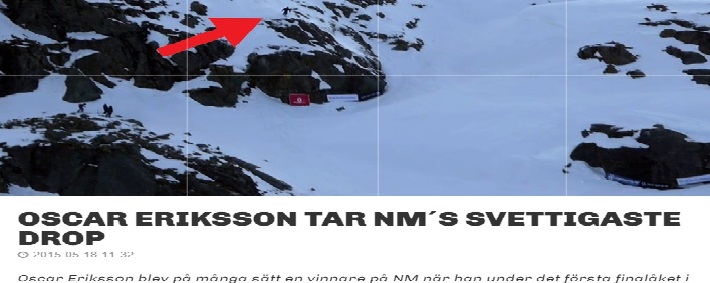 OSCAR ERIKSSON TAR NM´S SVETTIGASTE
DROP
2015-05-18 11:32
Oscar Eriksson blev på många sätt en vinnare på NM när han under det första finalåket i